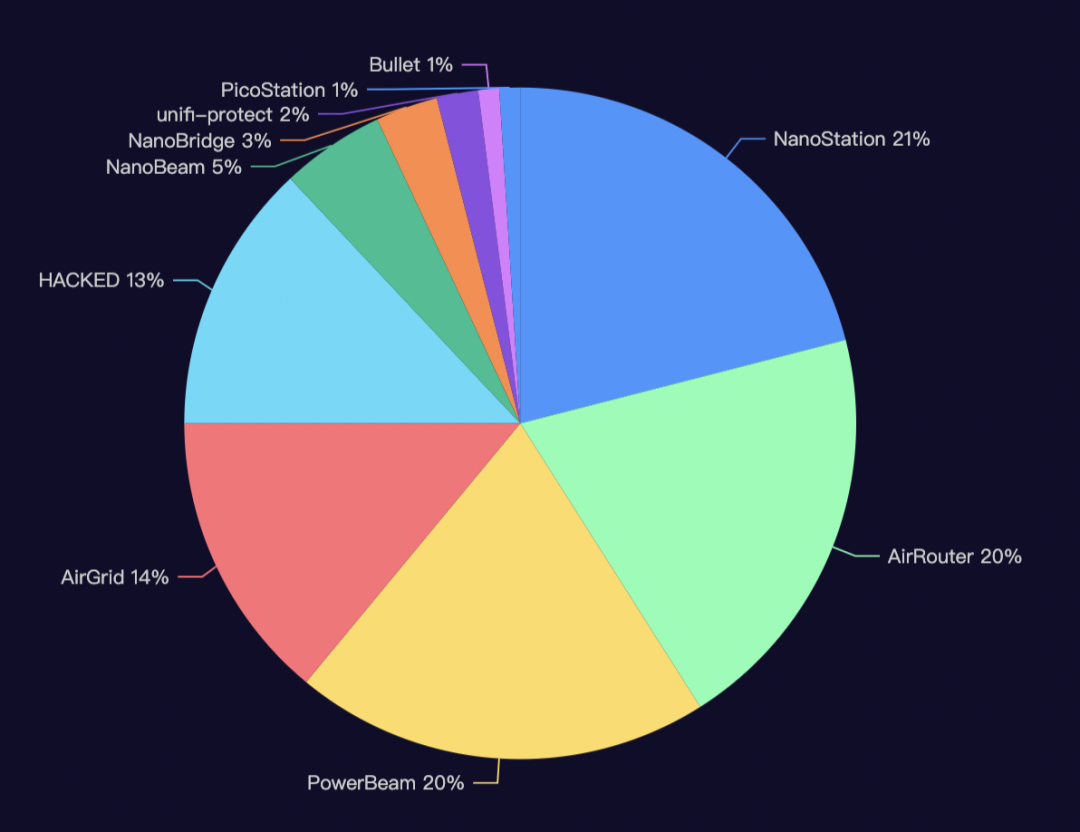 Bullet 1%
PicoStation 1%
unifi-protect 2%
NanoBridge 3%
NanoBeam 5%
NanoStation 21%
HACKED 13%
AirRouter 20%
AirGrid 14%
PowerBeam 20%